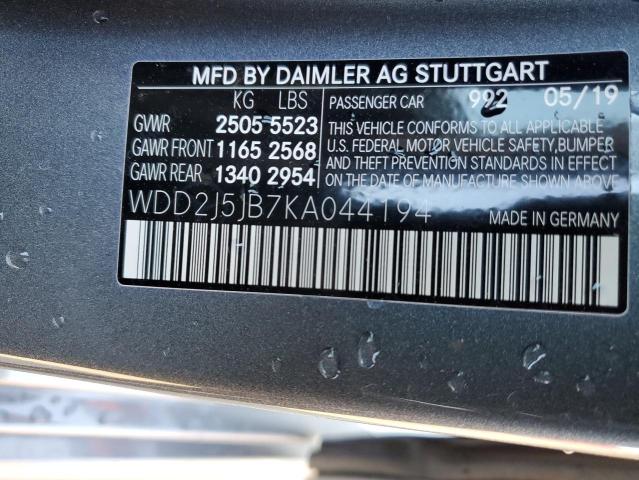 MFD BY DAIMLER AG STUTTGART
KG LBS PASSENGER CAR 992 05/19
GVWR 2505 5523 THIS VEHICLE CONFORMS TO ALL APPLICABLE
GAWR FRONT 1165 2568 U.S. FEDERAL MOTOR VEHICLE SAFETY,BUMPER
GAWR REAR 1340 2954 AND THEFT PREVENTION STANDARDS IN EFFECT
ON THE DATE OF MANUFACTURE SHOWN ABOVE.
WDD2J5JB7KA044194 MADE IN GERMANY